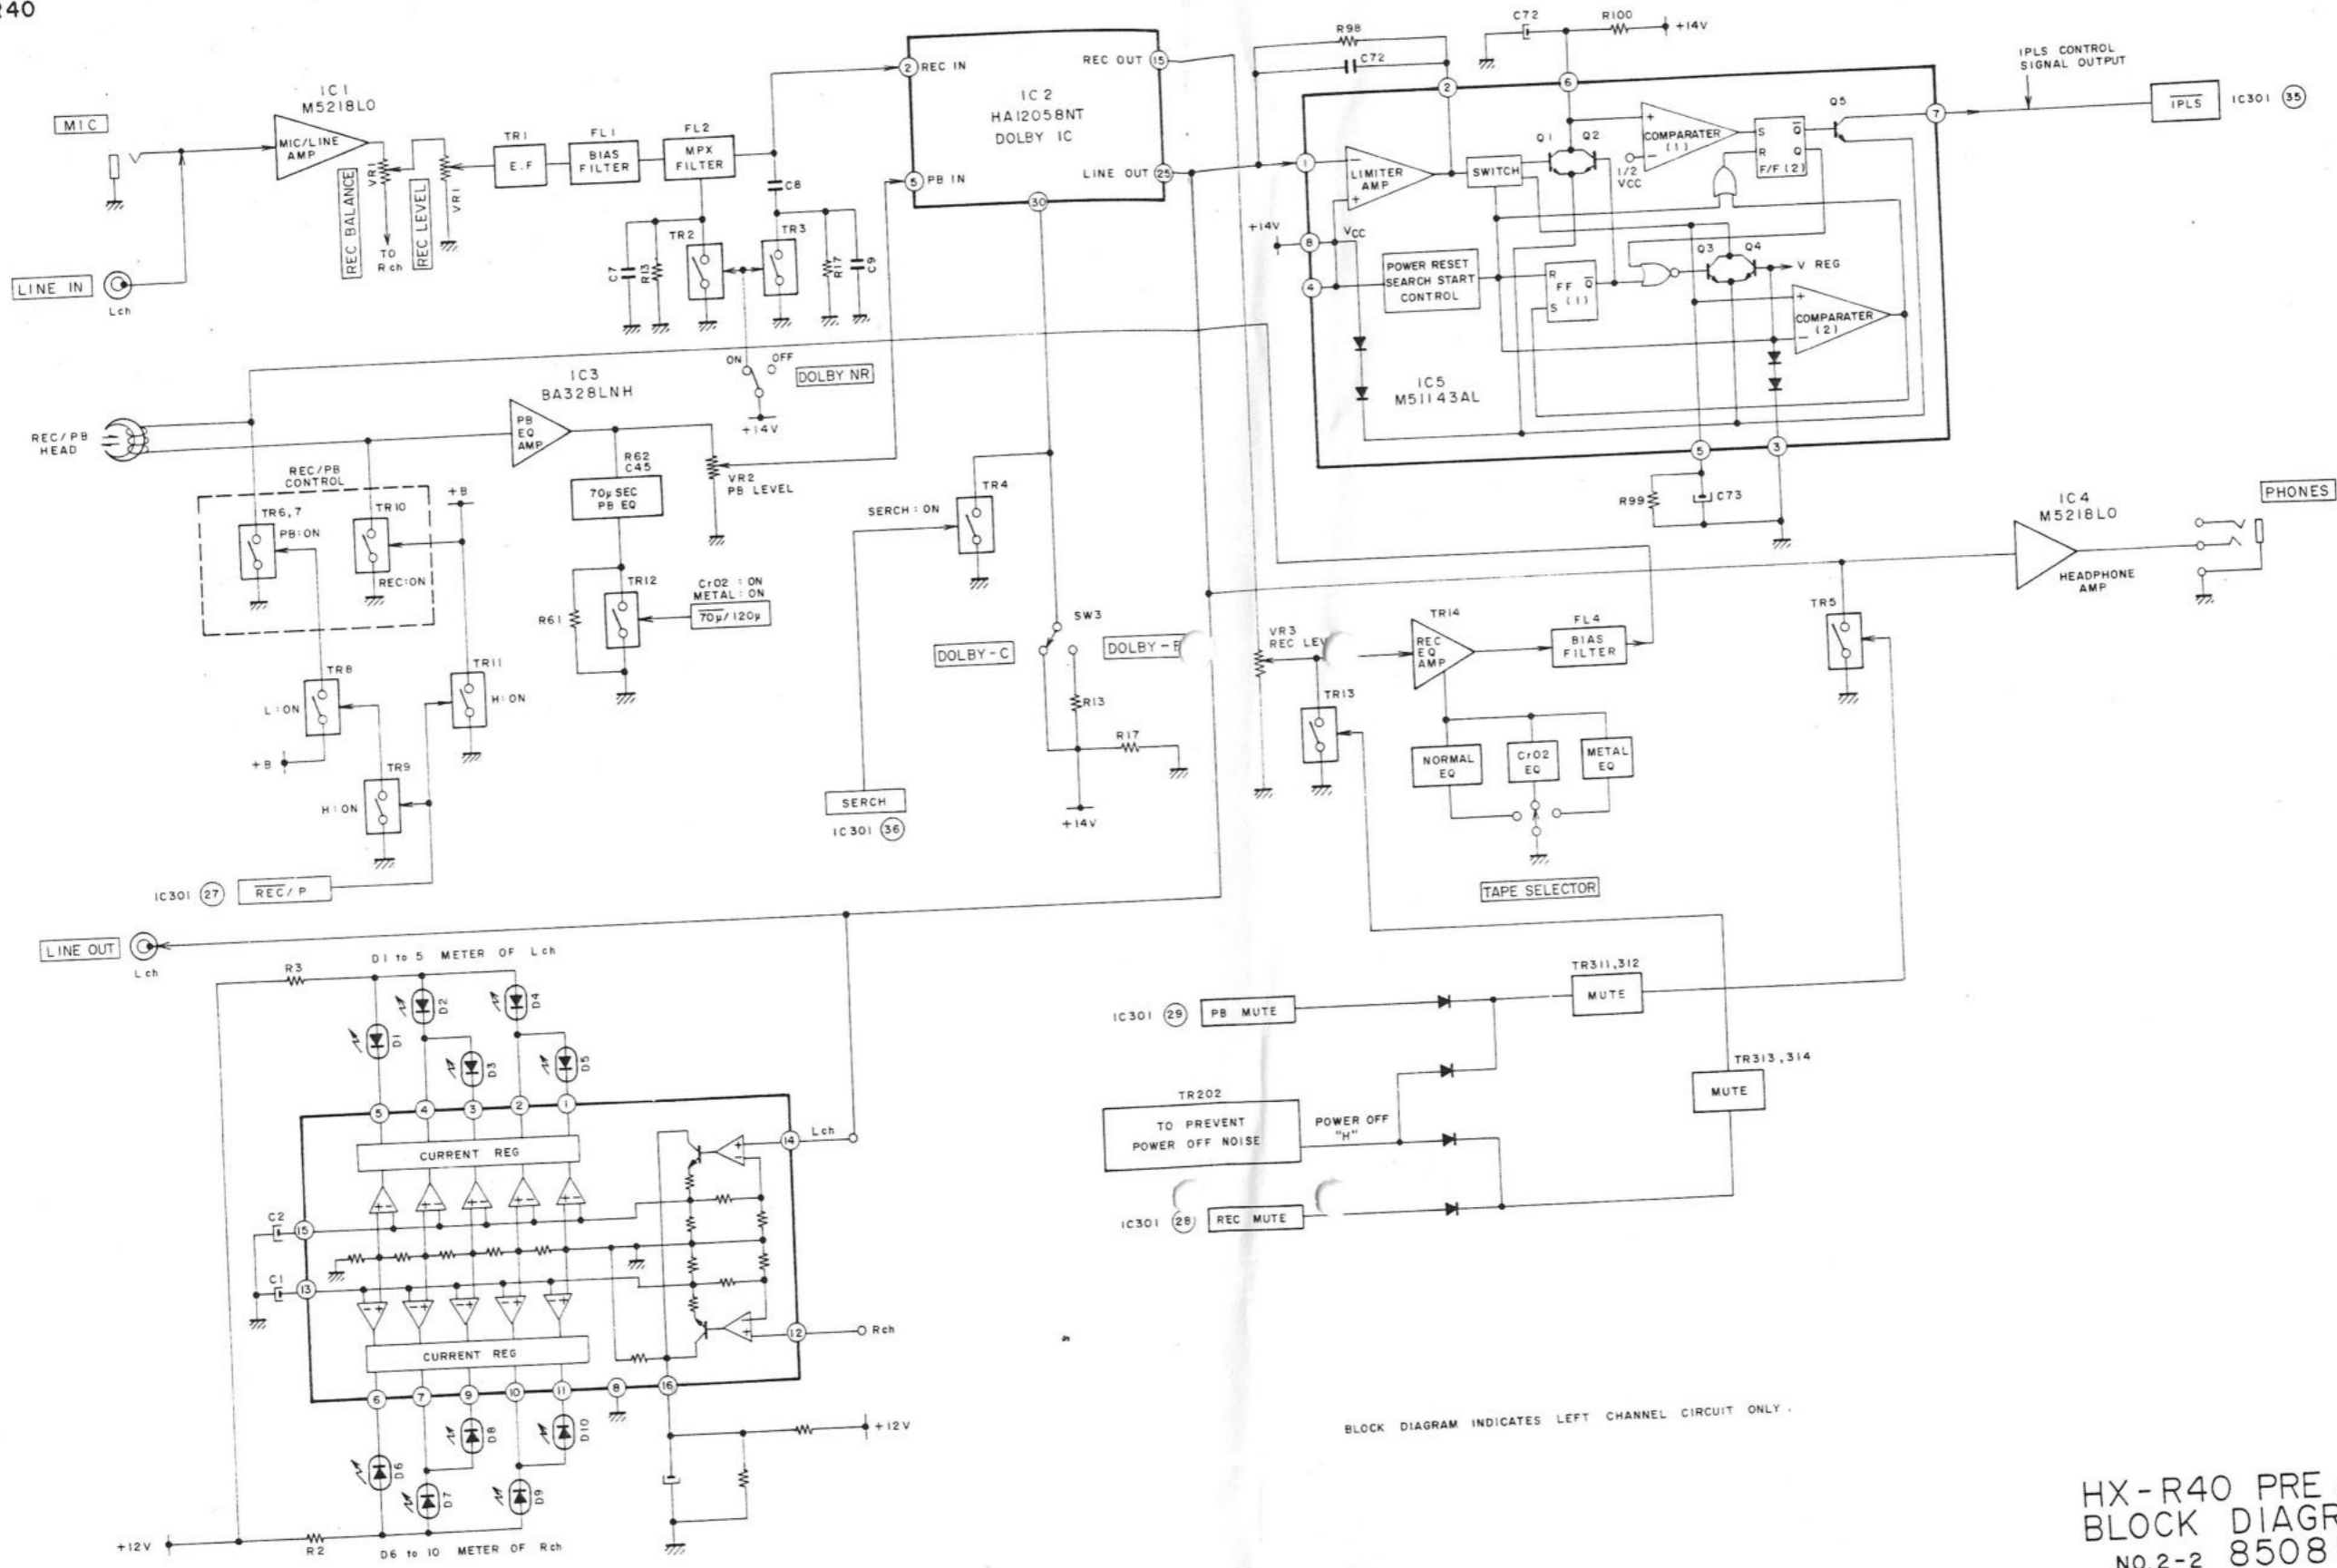 R40
MIC
IC1
M5218LO
MIC/LINE
AMP
VR1
REC BALANCE
TO
Rch
REC LEVEL
VR1
TR1
E.F
FL1
BIAS
FILTER
FL2
MPX
FILTER
C8
TR2
TR3
C7
R13
R17
C9
LINE IN
Lch
ON
OFF
DOLBY NR
+14V
2
REC IN
REC OUT
15
IC2
HA12058NT
DOLBY IC
5
PB IN
LINE OUT
25
30
R98
C72
C72
R100
+14V
IPLS CONTROL
SIGNAL OUTPUT
IPLS
IC301
35
2
6
7
1
LIMITER
AMP
SWITCH
Q1
Q2
COMPARATER
(1)
1/2
VCC
S
Q
R
Q
F/F (2)
Q5
+14V
8
VCC
4
POWER RESET
SEARCH START
CONTROL
R
FF
Q
S
(1)
Q3
Q4
V REG
COMPARATER
(2)
IC5
M51143AL
5
3
R99
C73
REC/PB
HEAD
IC3
BA328LNH
PB
EQ
AMP
REC/PB
CONTROL
TR6,7
PB:ON
TR10
REC:ON
+B
R62
C45
70µSEC
PB EQ
VR2
PB LEVEL
R61
TR12
CrO2 : ON
METAL : ON
70µ/120µ
SERCH : ON
TR4
TR8
L:ON
+B
TR11
H:ON
TR9
H:ON
IC301
27
REC/P
SERCH
IC301
36
SW3
DOLBY-C
R13
R17
+14V
VR3
TR13
TR14
REC
EQ
AMP
FL4
BIAS
FILTER
NORMAL
EQ
CrO2
EQ
METAL
EQ
TAPE SELECTOR
IC4
M5218LO
HEADPHONE
AMP
PHONES
TR5
LINE OUT
Lch
D1 to 5 METER OF Lch
R3
D1
D2
D3
D4
D5
5
4
3
2
1
CURRENT REG
14
Lch
C2
15
C1
13
12
Rch
CURRENT REG
6
7
9
10
11
8
16
D6
D7
D8
D9
D10
+12V
+12V
R2
D6 to 10 METER OF Rch
IC301
29
PB MUTE
TR311,312
MUTE
TR313,314
MUTE
TR202
TO PREVENT
POWER OFF NOISE
POWER OFF
"H"
IC301
28
REC MUTE
BLOCK DIAGRAM INDICATES LEFT CHANNEL CIRCUIT ONLY.
HX-R40 PRE
BLOCK DIAGR
NO.2-2 8508